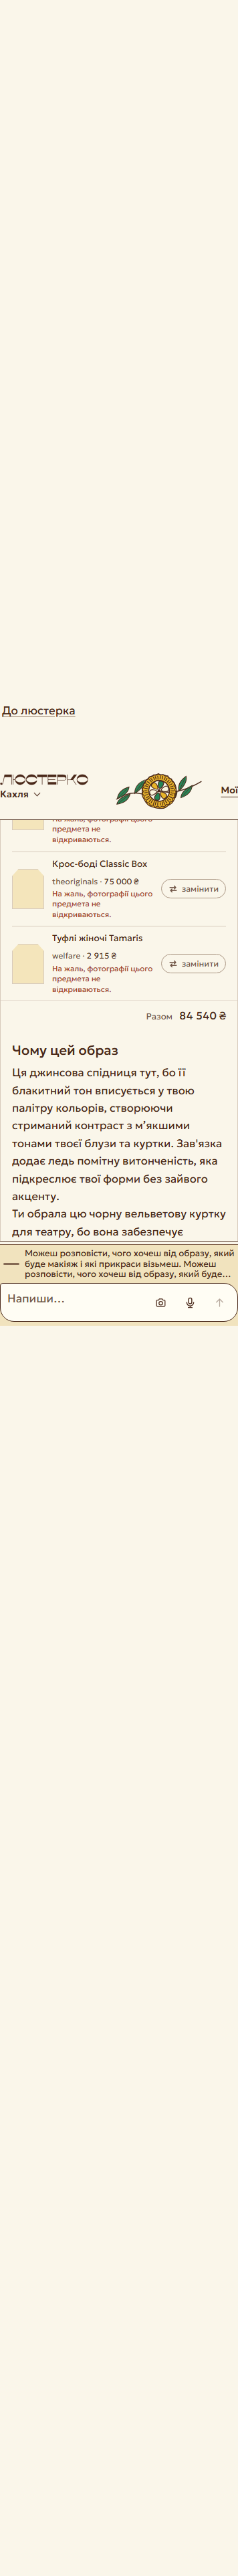 До люстерка
ЛЮСТЕРКО
Кахля
Мої
На жаль, фотографії цього
предмета не
відкриваються.
Крос-боді Classic Box
theoriginals · 75 000 ₴
На жаль, фотографії цього
предмета не
відкриваються.
замінити
Туфлі жіночі Tamaris
welfare · 2 915 ₴
На жаль, фотографії цього
предмета не
відкриваються.
замінити
Разом 84 540 ₴
Чому цей образ
Ця джинсова спідниця тут, бо її
блакитний тон вписується у твою
палітру кольорів, створюючи
стриманий контраст з м’якшими
тонами твоєї блузи та куртки. Зав'язка
додає ледь помітну витонченість, яка
підкреслює твої форми без зайвого
акценту.
Ти обрала цю чорну вельветову куртку
для театру, бо вона забезпечує
Можеш розповісти, чого хочеш від образу, який
буде макіяж і які прикраси візьмеш. Можеш
розповісти, чого хочеш від образу, який буде…
Напиши…